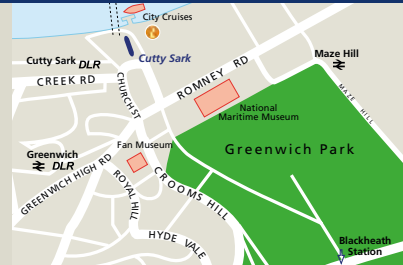 City Cruises
Cutty Sark
Cutty Sark DLR
Maze Hill
CREEK RD
CHURCH ST
ROMNEY RD
MAZE HILL
National
Maritime Museum
Fan Museum
Greenwich Park
Greenwich
DLR
GREENWICH HIGH RD
ROYAL HILL
CROOMS HILL
HYDE VALE
Blackheath
Station